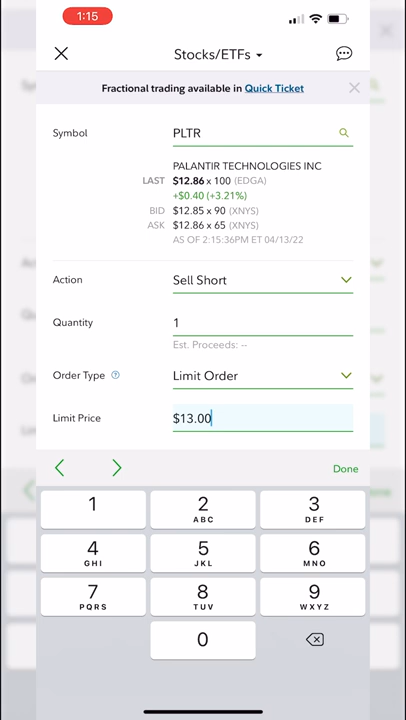 1:15
Stocks/ETFs
Fractional trading available in Quick Ticket
Symbol PLTR
PALANTIR TECHNOLOGIES INC
LAST $12.86 x 100 (EDGA)
+$0.40 (+3.21%)
BID $12.85 x 90 (XNYS)
ASK $12.86 x 65 (XNYS)
AS OF 2:15:36PM ET 04/13/22
Action Sell Short
Quantity 1
Est. Proceeds: --
Order Type ? Limit Order
Limit Price $13.00
Done
1 2 3
ABC DEF
4 5 6
GHI JKL MNO
7 8 9
PQRS TUV WXYZ
0